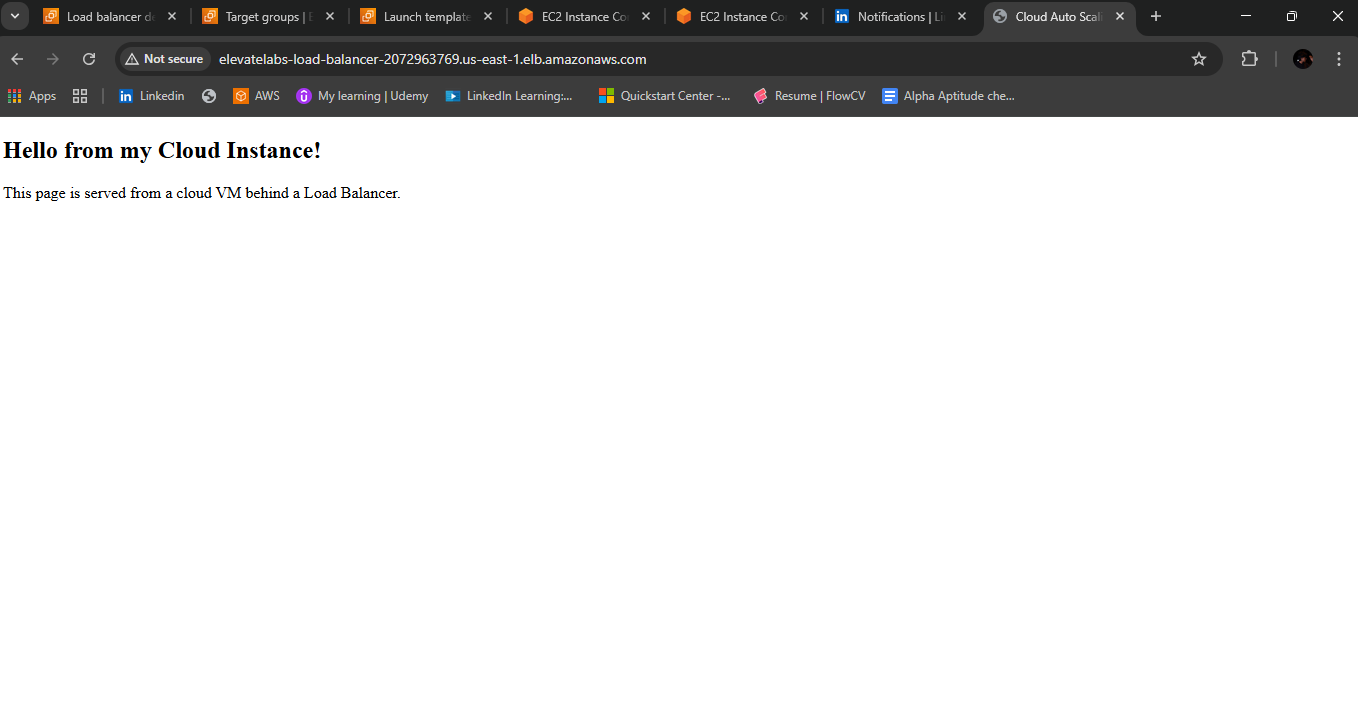 Load balancer de
Target groups | E
Launch template
EC2 Instance Co
EC2 Instance Co
Notifications | Li
Cloud Auto Scali
Not secure
elevatelabs-load-balancer-2072963769.us-east-1.elb.amazonaws.com
Apps
Linkedin
AWS
My learning | Udemy
LinkedIn Learning:...
Quickstart Center -...
Resume | FlowCV
Alpha Aptitude che...
Hello from my Cloud Instance!
This page is served from a cloud VM behind a Load Balancer.